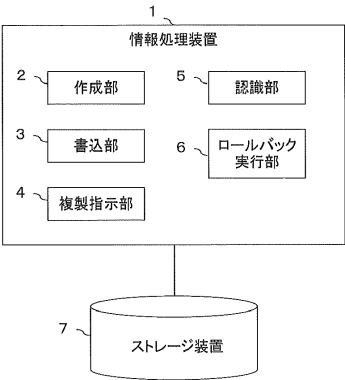 1
情報処理装置
2
作成部
5
認識部
3
書込部
6
ロールバック
実行部
4
複製指示部
7
ストレージ装置